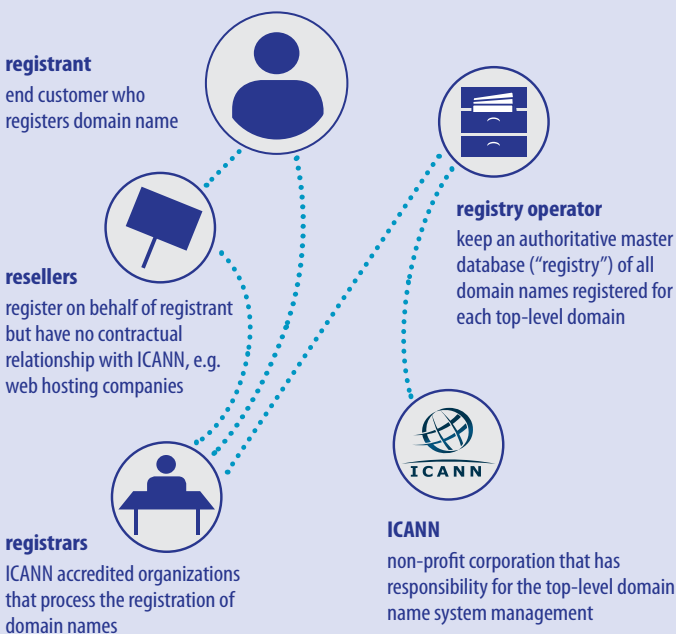 registrant
end customer who
registers domain name
resellers
register on behalf of registrant
but have no contractual
relationship with ICANN, e.g.
web hosting companies
registrars
ICANN accredited organizations
that process the registration of
domain names
registry operator
keep an authoritative master
database (“registry”) of all
domain names registered for
each top-level domain
ICANN
ICANN
non-profit corporation that has
responsibility for the top-level domain
name system management